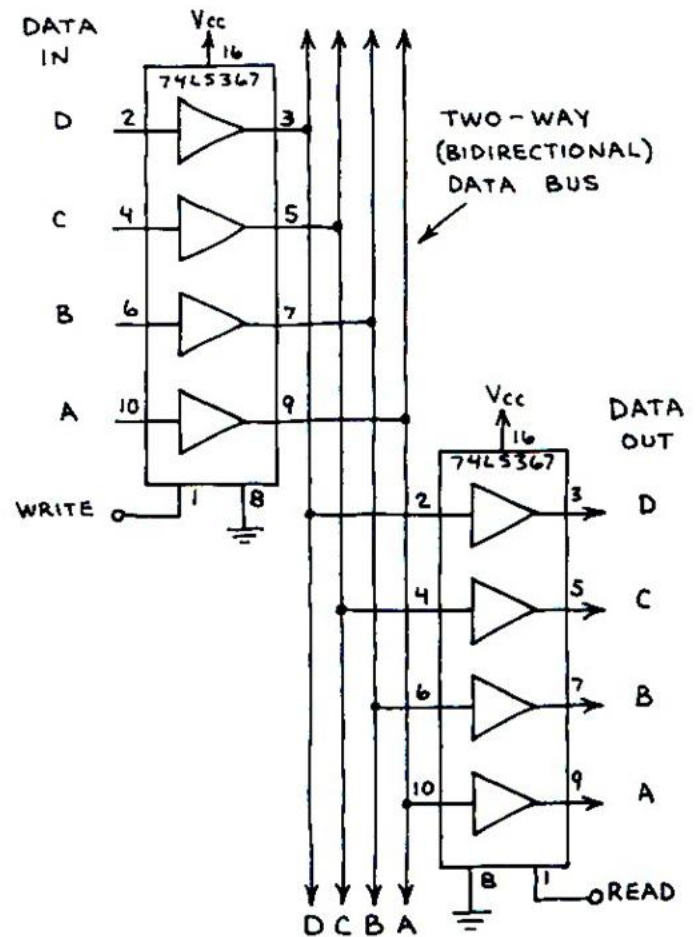 DATA
IN
Vcc
16
74LS367
D
2
3
C
4
5
B
6
7
A
10
9
WRITE
1
8
TWO-WAY
(BIDIRECTIONAL)
DATA BUS
Vcc
16
74LS367
DATA
OUT
2
3
D
4
5
C
6
7
B
10
9
A
8
1
READ
D C B A